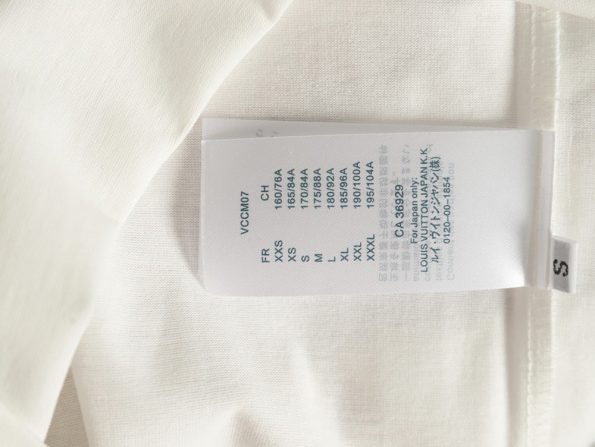 VCCM07
FR CH
XXS 160/76A
XS 165/84A
S 170/84A
M 175/88A
L 180/92A
XL 185/96A
XXL 190/100A
XXXL 195/104A
CA 36929
For Japan only:
LOUIS VUITTON JAPAN K.K.
ルイ・ヴィトンジャパン(株)
0120-00-1854
S